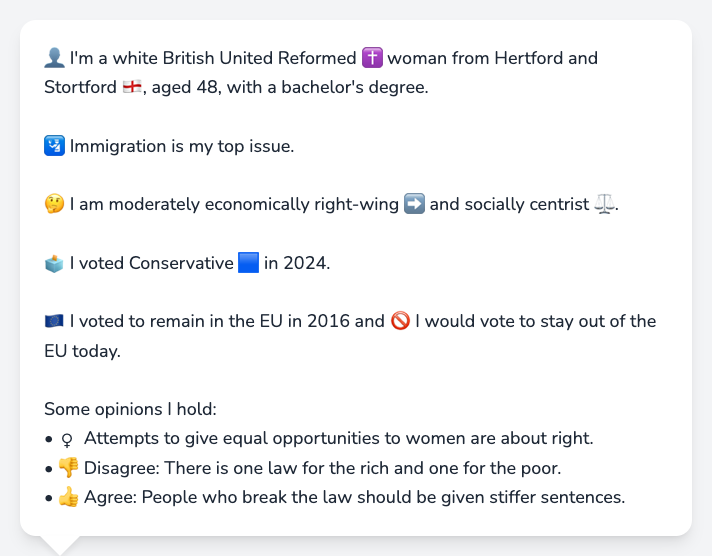 👤 I'm a white British United Reformed ✝️ woman from Hertford and
Stortford 🏴󠁧󠁢󠁥󠁮󠁧󠁿, aged 48, with a bachelor's degree.
🛂 Immigration is my top issue.
🤔 I am moderately economically right-wing ➡️ and socially centrist ⚖️.
🗳️ I voted Conservative 🟦 in 2024.
🇪🇺 I voted to remain in the EU in 2016 and 🚫 I would vote to stay out of the
EU today.
Some opinions I hold:
• ♀ Attempts to give equal opportunities to women are about right.
• 👎 Disagree: There is one law for the rich and one for the poor.
• 👍 Agree: People who break the law should be given stiffer sentences.